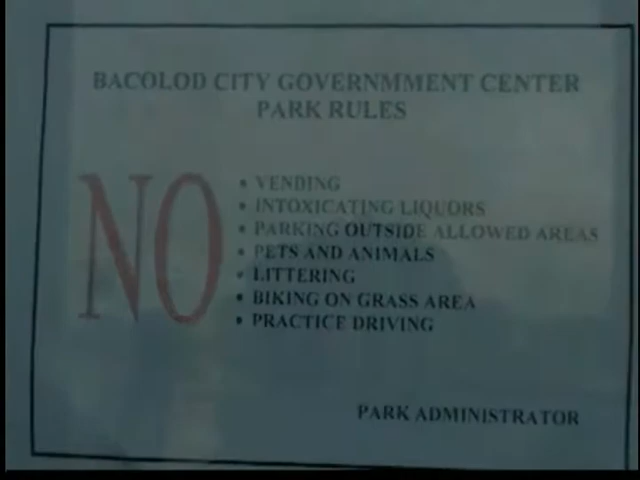 BACOLOD CITY GOVERNMMENT CENTER
PARK RULES
NO
• VENDING
• INTOXICATING LIQUORS
• PARKING OUTSIDE ALLOWED AREAS
• PETS AND ANIMALS
• LITTERING
• BIKING ON GRASS AREA
• PRACTICE DRIVING
PARK ADMINISTRATOR